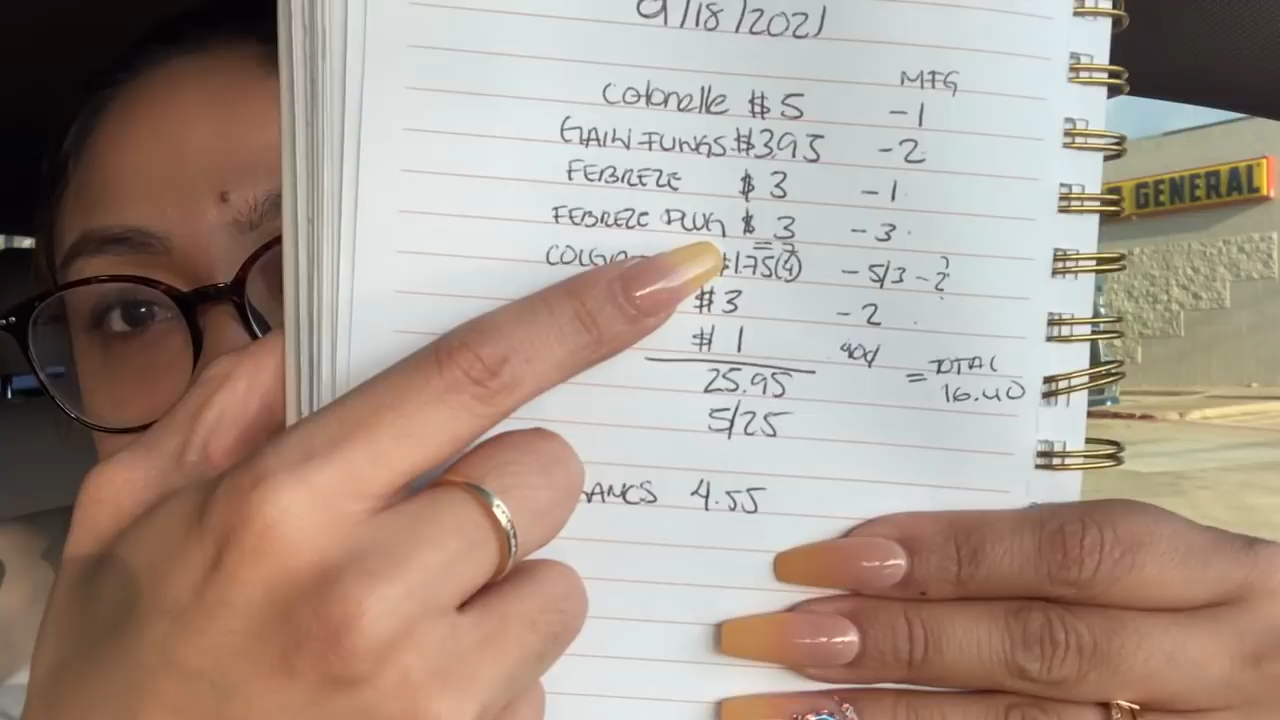 9/18/2021
MFG
Colonelle $5 -1
GAIN FLINGS $3.95 -2
FEBREZE $3 -1
FEBREZE PLUG $3 -3
$1.75(4) -5/3 - ?
$3 -2
$1 40¢
25.95 = TOTAL 16.40
5/25
4.55
GENERAL